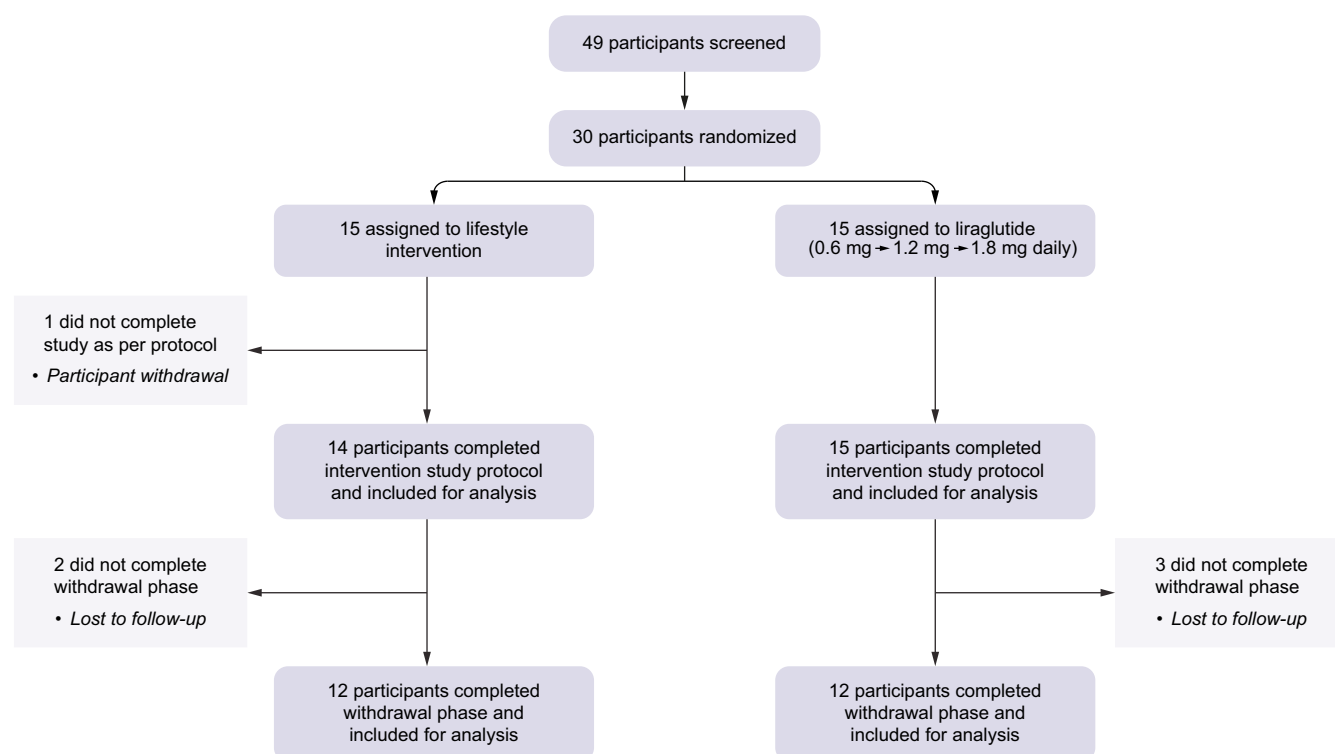 49 participants screened
30 participants randomized
15 assigned to lifestyle
intervention
15 assigned to liraglutide
(0.6 mg → 1.2 mg → 1.8 mg daily)
1 did not complete
study as per protocol
• Participant withdrawal
14 participants completed
intervention study protocol
and included for analysis
15 participants completed
intervention study protocol
and included for analysis
2 did not complete
withdrawal phase
• Lost to follow-up
3 did not complete
withdrawal phase
• Lost to follow-up
12 participants completed
withdrawal phase and
included for analysis
12 participants completed
withdrawal phase and
included for analysis